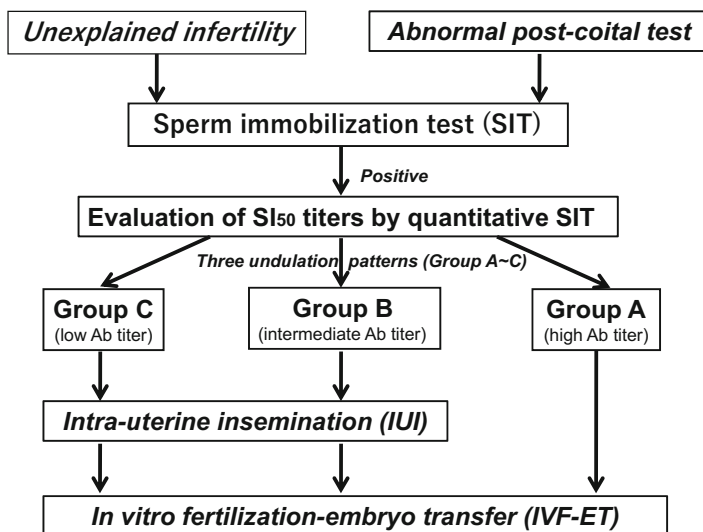 Unexplained infertility
Abnormal post-coital test
Sperm immobilization test (SIT)
Positive
Evaluation of SI50 titers by quantitative SIT
Three undulation patterns (Group A~C)
Group C
(low Ab titer)
Group B
(intermediate Ab titer)
Group A
(high Ab titer)
Intra-uterine insemination (IUI)
In vitro fertilization-embryo transfer (IVF-ET)